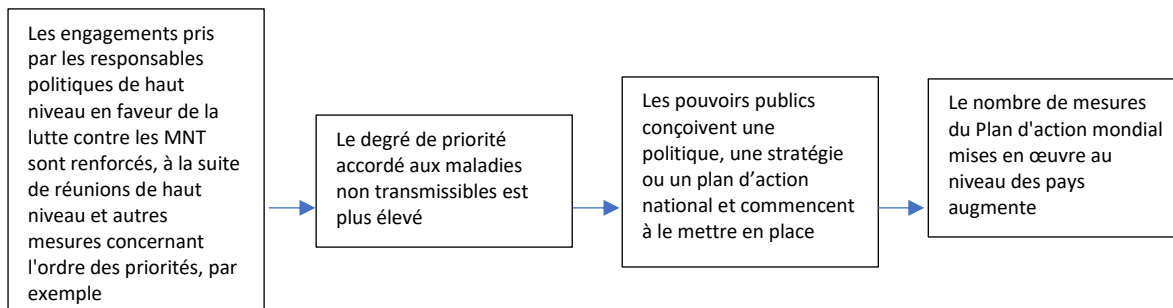 Les engagements pris
par les responsables
politiques de haut
niveau en faveur de la
lutte contre les MNT
sont renforcés, à la suite
de réunions de haut
niveau et autres
mesures concernant
l'ordre des priorités, par
exemple
Le degré de priorité
accordé aux maladies
non transmissibles est
plus élevé
Les pouvoirs publics
conçoivent une
politique, une stratégie
ou un plan d’action
national et commencent
à le mettre en place
Le nombre de mesures
du Plan d'action mondial
mises en œuvre au
niveau des pays
augmente